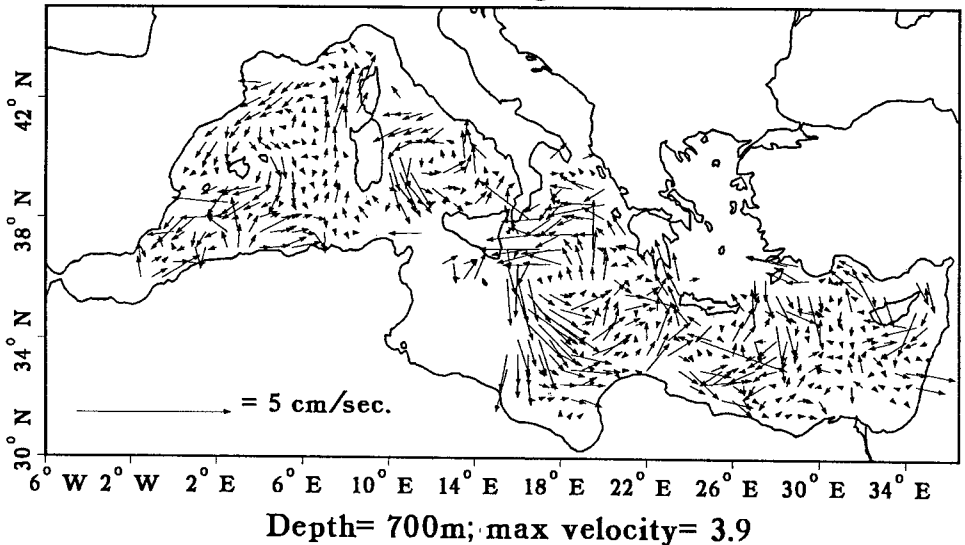 42° N
38° N
34° N
30° N
= 5 cm/sec.
6° W 2° W 2° E 6° E 10° E 14° E 18° E 22° E 26° E 30° E 34° E
Depth= 700m; max velocity= 3.9